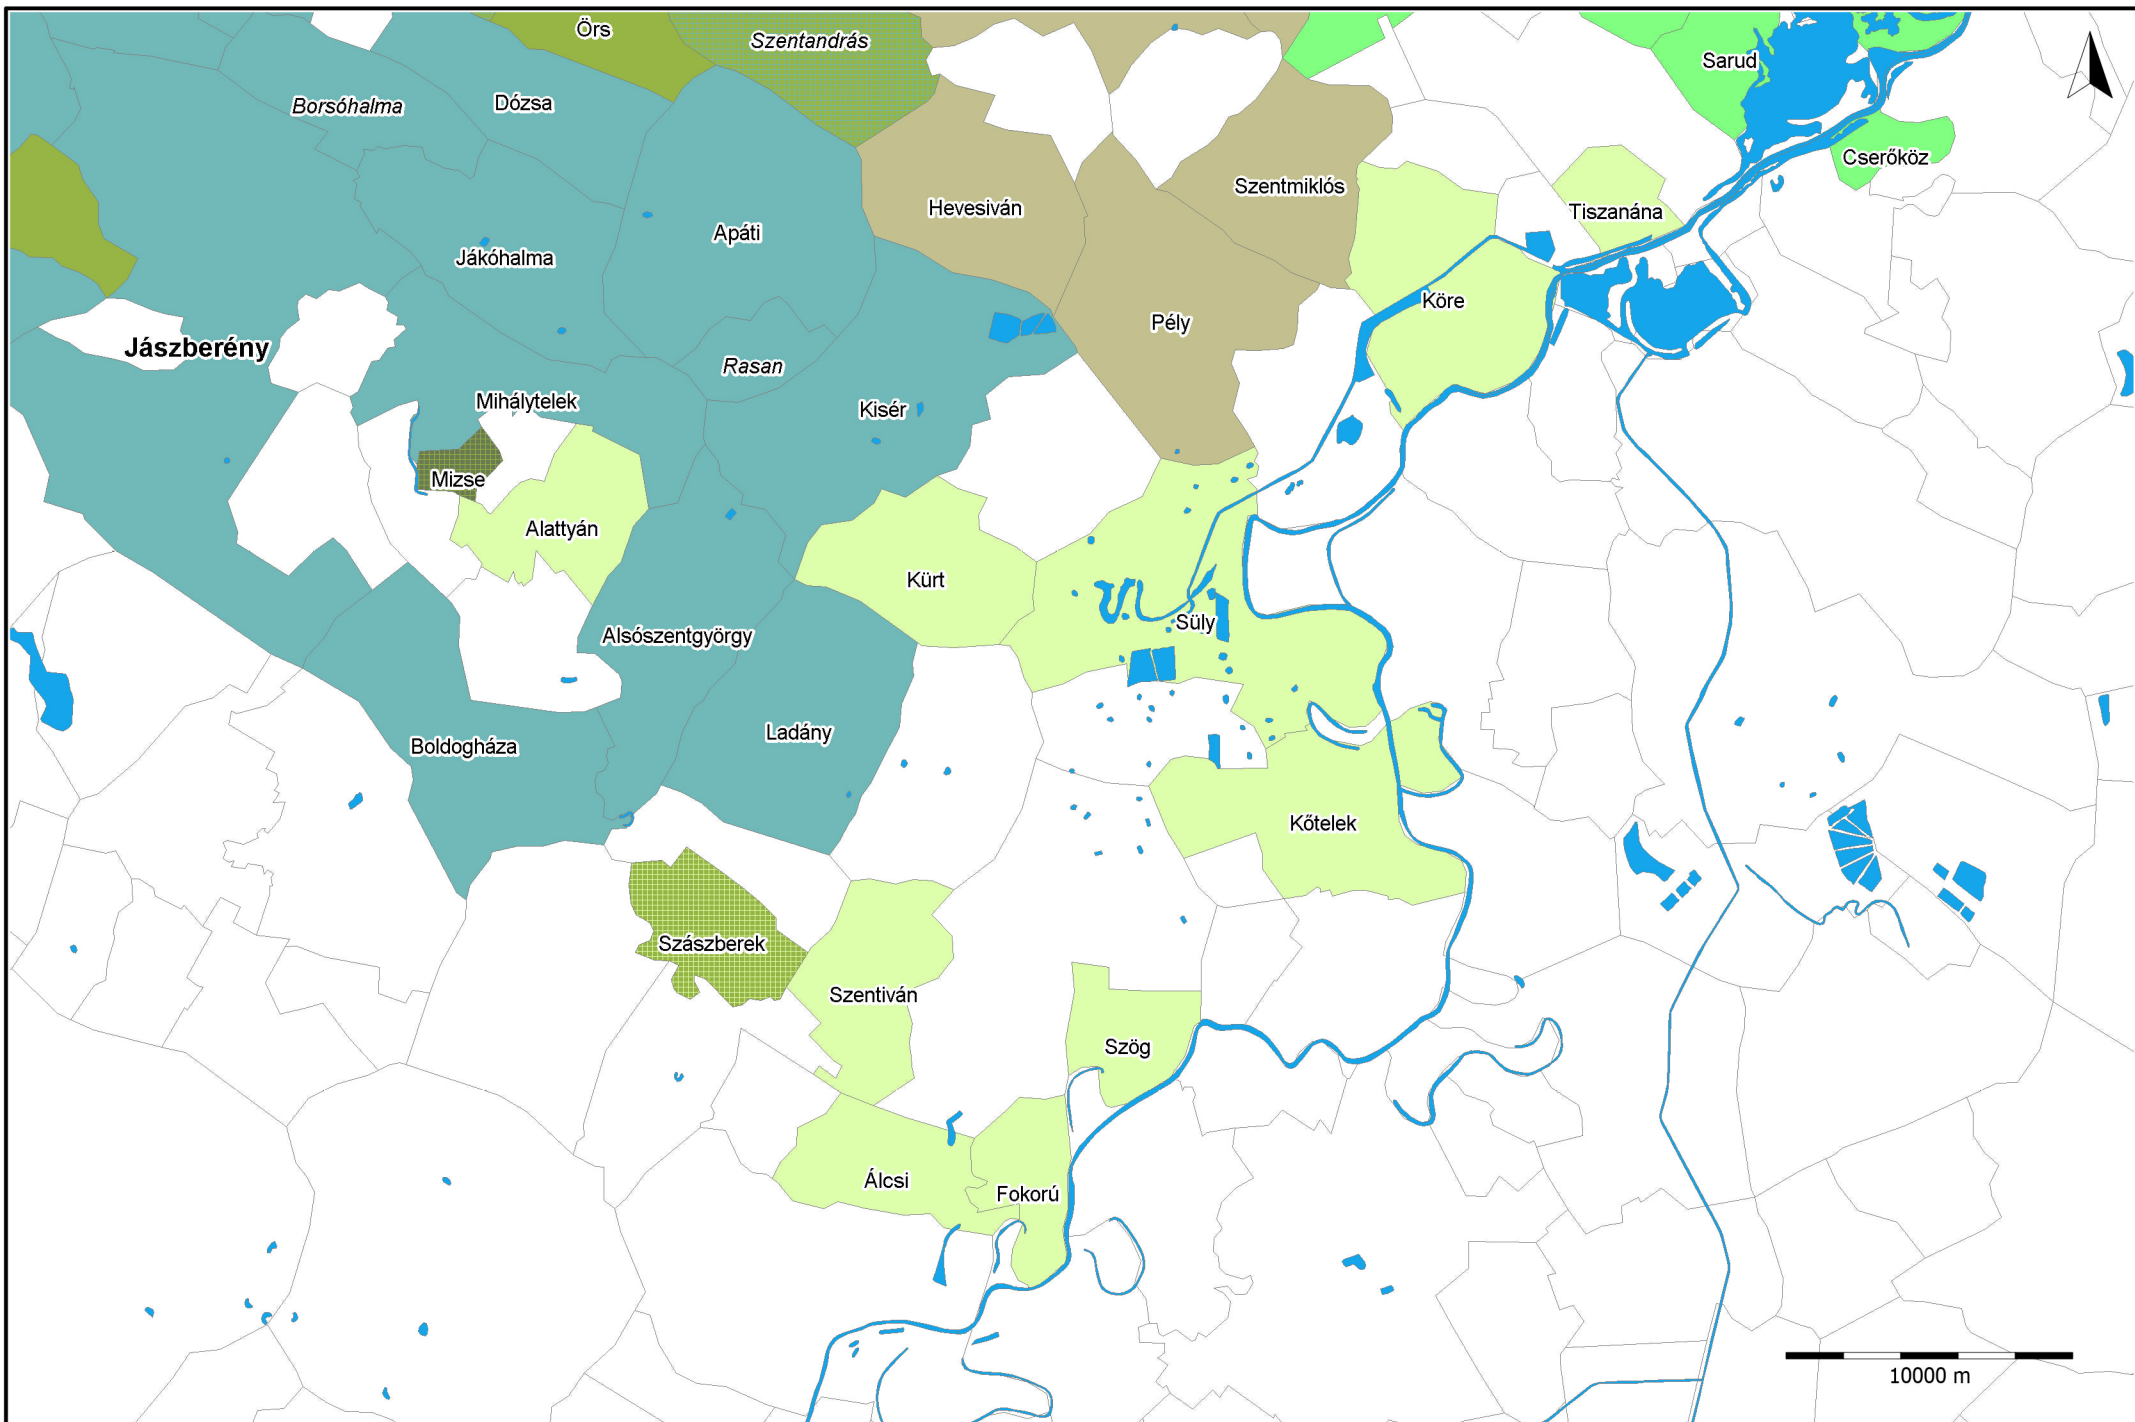 Örs
Szentandrás
Sarud
Borsóhalma
Dózsa
Cserőköz
Szentmiklós
Hevesiván
Tiszanána
Apáti
Jákóhalma
Köre
Pély
Jászberény
Rasan
Mihálytelek
Kisér
Mizse
Alattyán
Kürt
Süly
Alsószentgyörgy
Ladány
Boldogháza
Kőtelek
Szászberek
Szentiván
Szög
Álcsi
Fokorú
10000 m